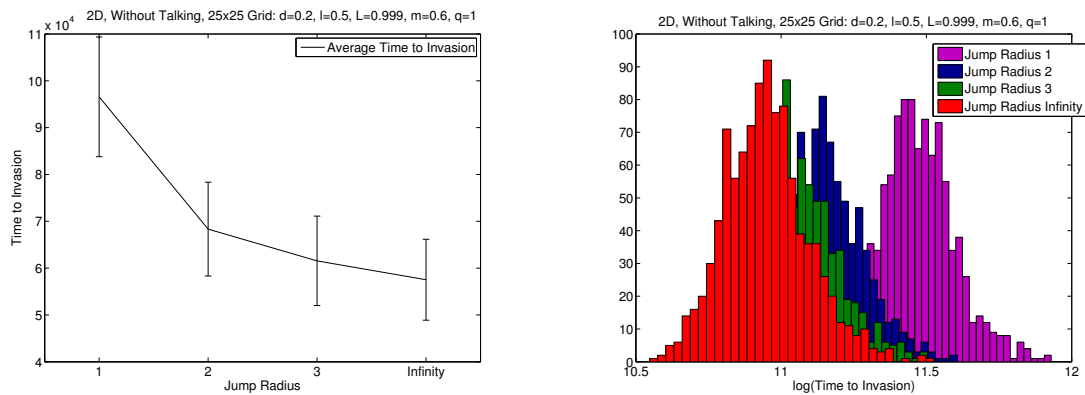 2D, Without Talking, 25x25 Grid: d=0.2, l=0.5, L=0.999, m=0.6, q=1
x 10^4
11
10
9
8
7
6
5
4
Time to Invasion
Average Time to Invasion
1 2 3 Infinity
Jump Radius
2D, Without Talking, 25x25 Grid: d=0.2, l=0.5, L=0.999, m=0.6, q=1
100
90
80
70
60
50
40
30
20
10
0
Jump Radius 1
Jump Radius 2
Jump Radius 3
Jump Radius Infinity
10.5 11 11.5 12
log(Time to Invasion)